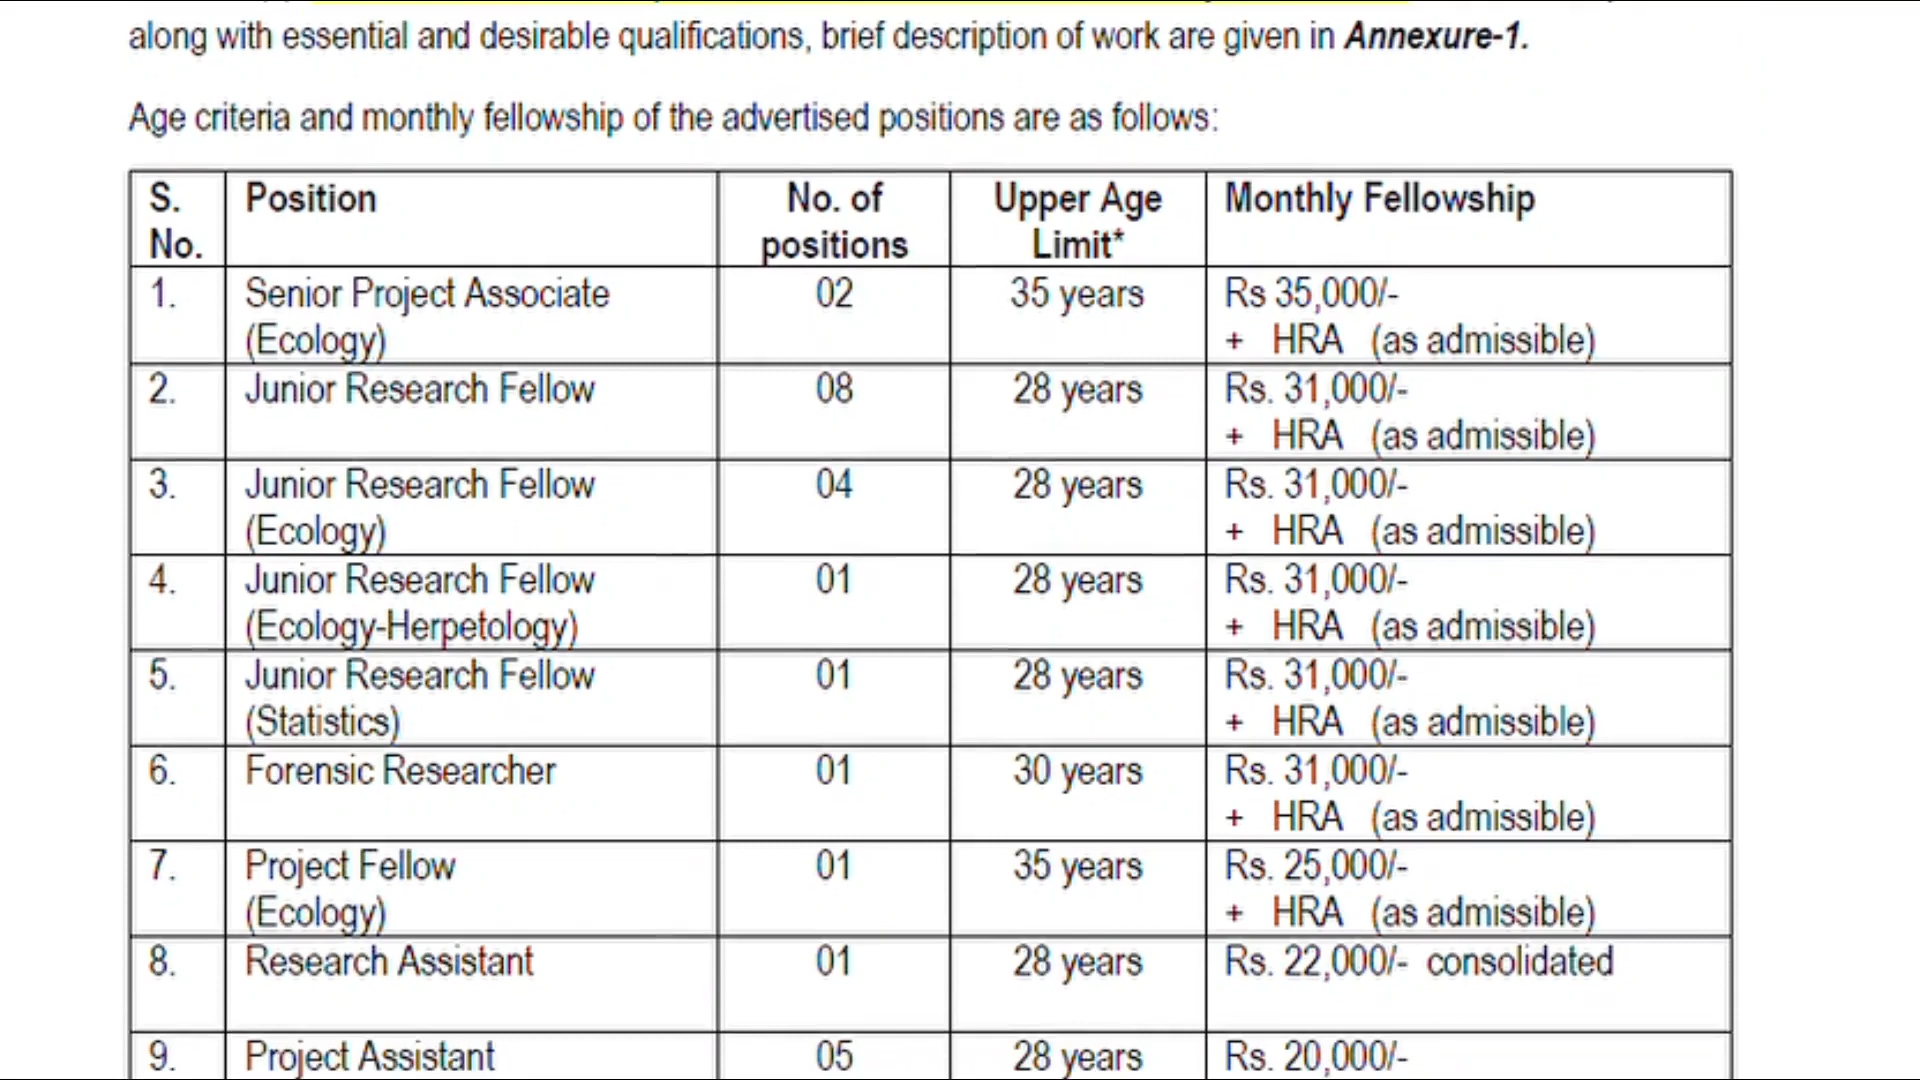 along with essential and desirable qualifications, brief description of work are given in Annexure-1.
Age criteria and monthly fellowship of the advertised positions are as follows:
S. No. Position No. of positions Upper Age Limit* Monthly Fellowship
1. Senior Project Associate (Ecology) 02 35 years Rs 35,000/- + HRA (as admissible)
2. Junior Research Fellow 08 28 years Rs. 31,000/- + HRA (as admissible)
3. Junior Research Fellow (Ecology) 04 28 years Rs. 31,000/- + HRA (as admissible)
4. Junior Research Fellow (Ecology-Herpetology) 01 28 years Rs. 31,000/- + HRA (as admissible)
5. Junior Research Fellow (Statistics) 01 28 years Rs. 31,000/- + HRA (as admissible)
6. Forensic Researcher 01 30 years Rs. 31,000/- + HRA (as admissible)
7. Project Fellow (Ecology) 01 35 years Rs. 25,000/- + HRA (as admissible)
8. Research Assistant 01 28 years Rs. 22,000/- consolidated
9. Project Assistant 05 28 years Rs. 20,000/-